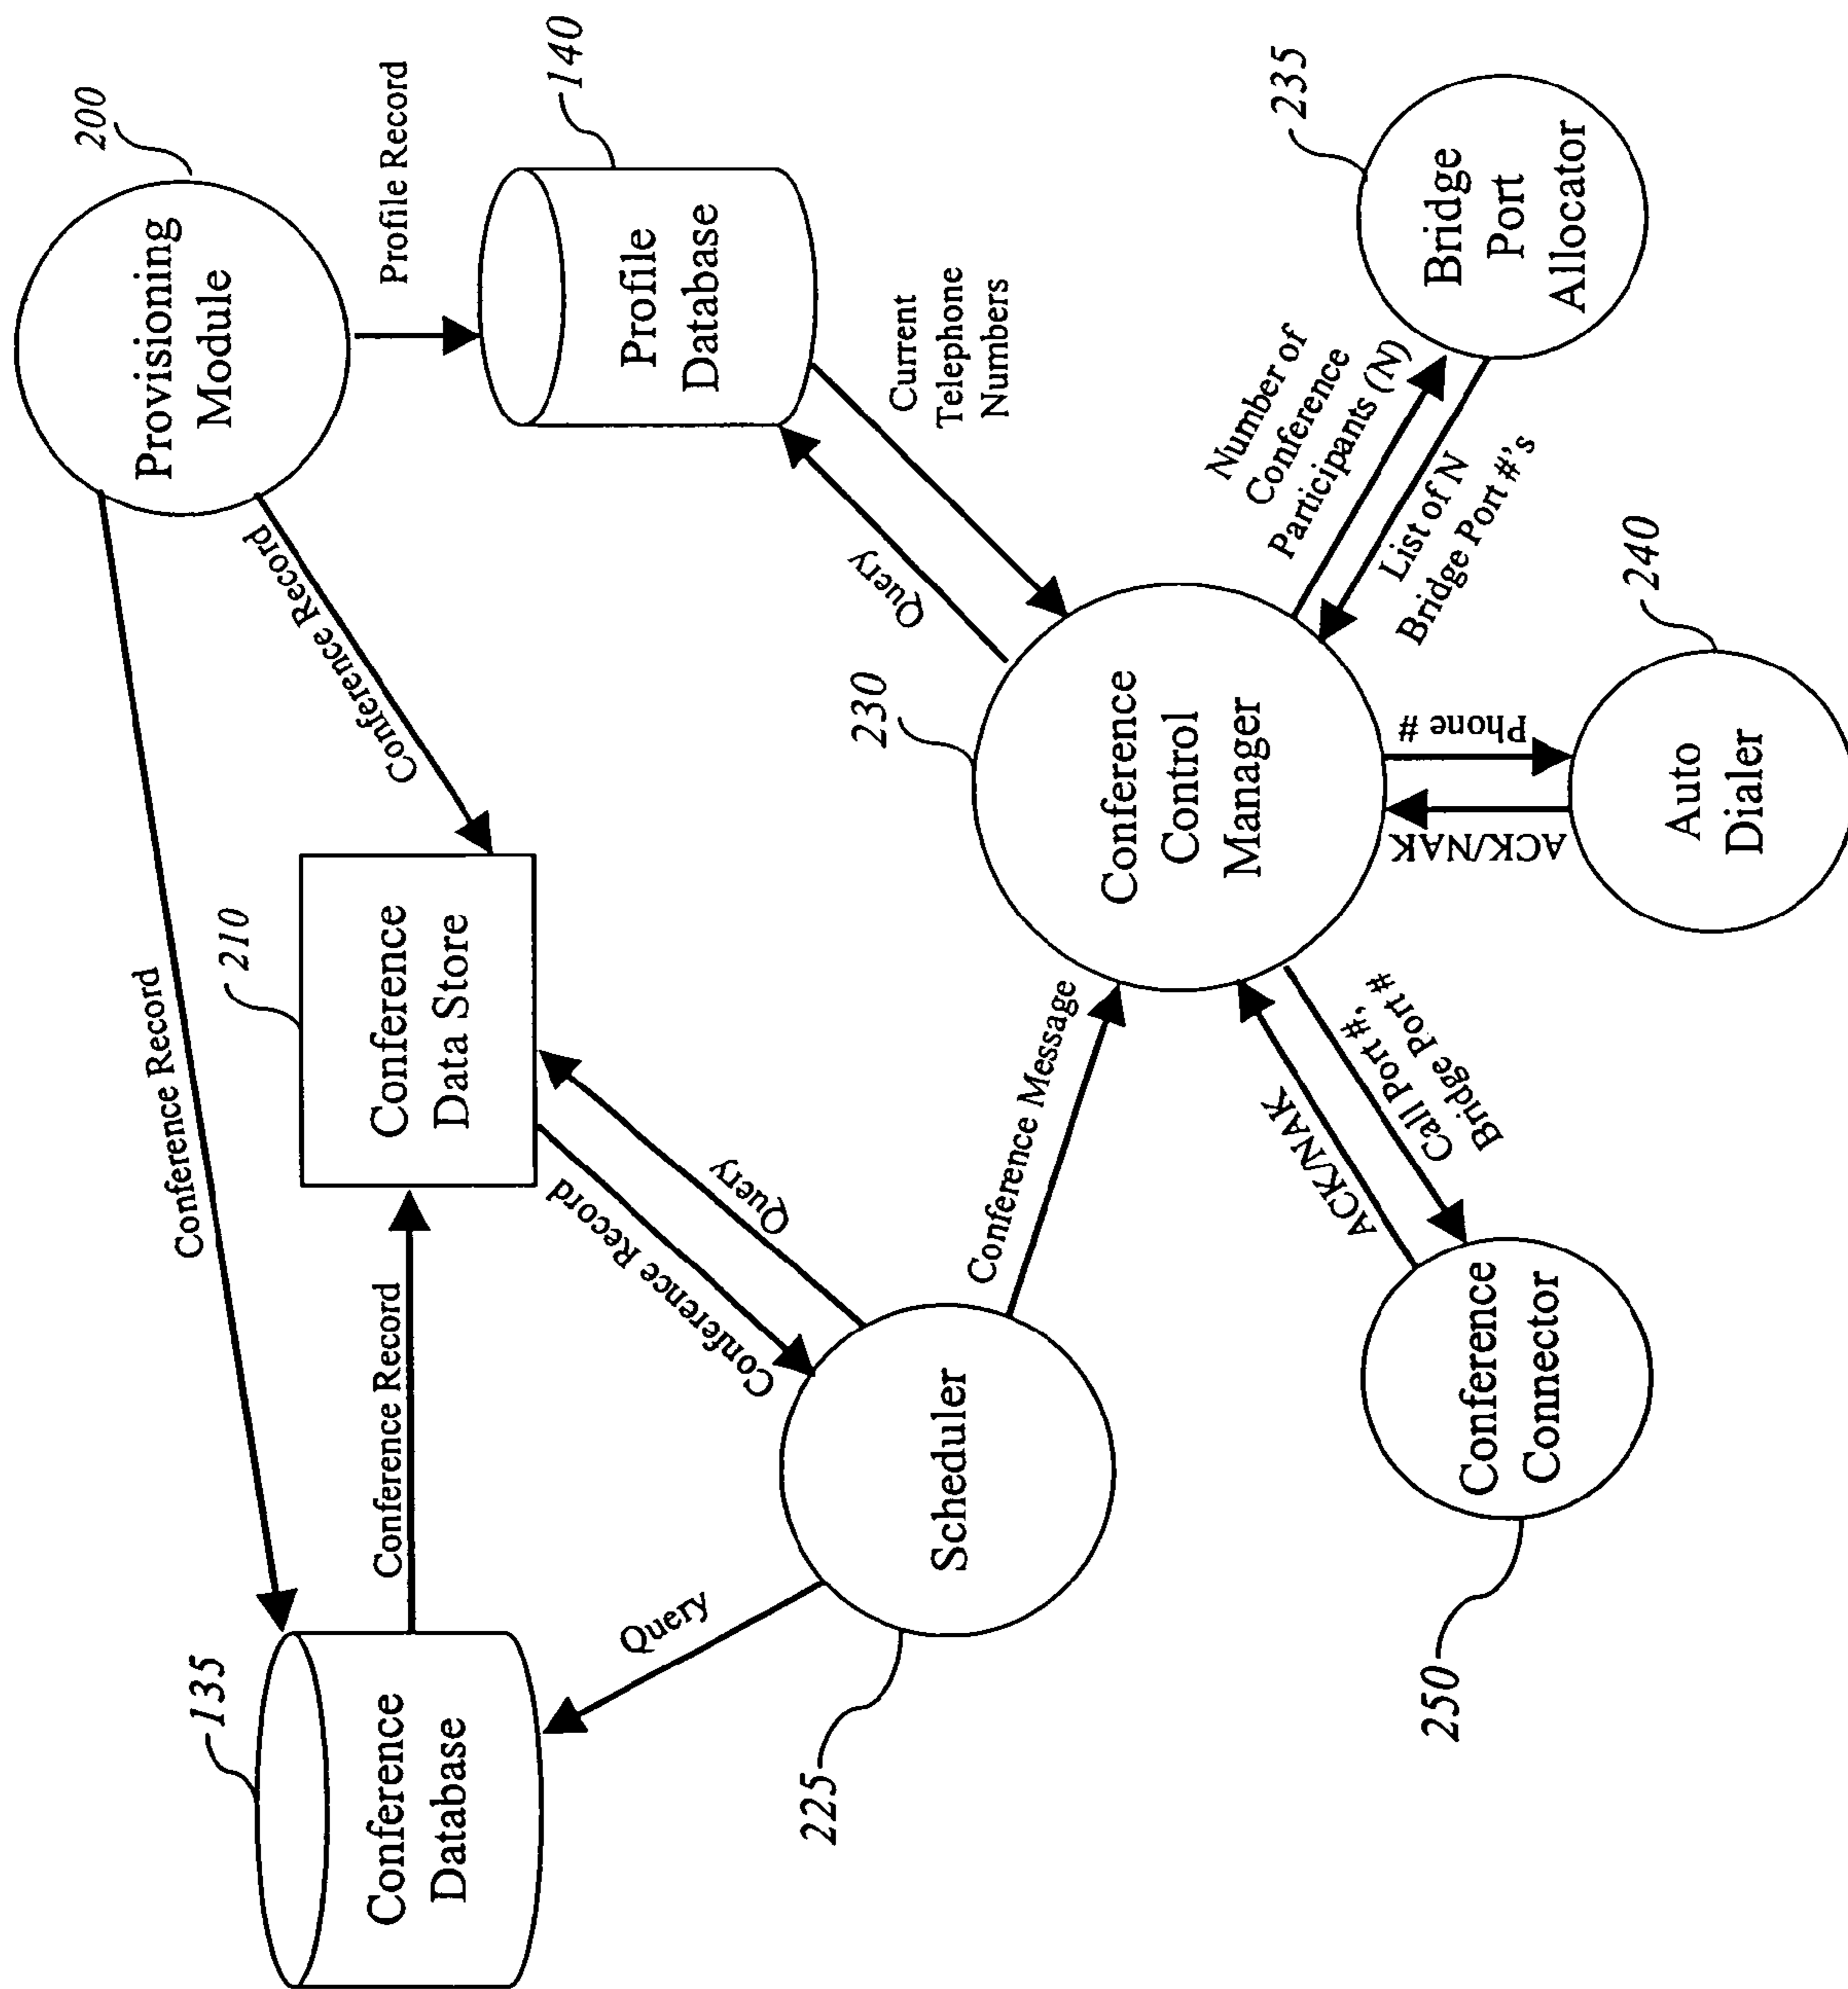 135
Conference
Database
Conference Record
200
Provisioning
Module
Conference Record
210
Conference
Data Store
Conference Record
Profile Record
140
Profile
Database
Query
Conference Record
Query
225
Scheduler
Conference Message
230
Conference
Control
Manager
Query
Current
Telephone
Numbers
Number of
Conference
Participants (N)
List of N
Bridge Port #'s
235
Bridge
Port
Allocator
ACK/NAK
Call Port #,
Bridge Port #
250
Conference
Connector
ACK/NAK
Phone #
240
Auto
Dialer